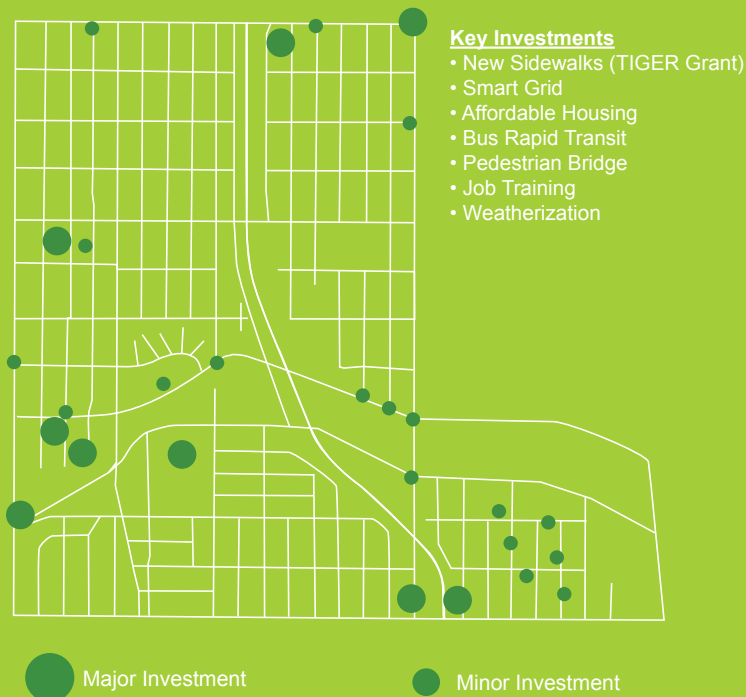 Key Investments
• New Sidewalks (TIGER Grant)
• Smart Grid
• Affordable Housing
• Bus Rapid Transit
• Pedestrian Bridge
• Job Training
• Weatherization
Major Investment
Minor Investment